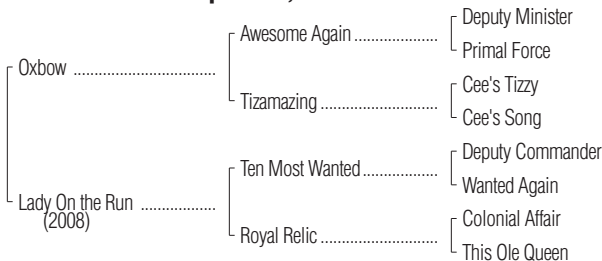 Deputy Minister
Awesome Again ....................
Primal Force
Oxbow ..................................
Cee's Tizzy
Tizamazing ............................
Cee's Song
Deputy Commander
Ten Most Wanted ..................
Wanted Again
Lady On the Run ..................
(2008)
Colonial Affair
Royal Relic .............................
This Ole Queen